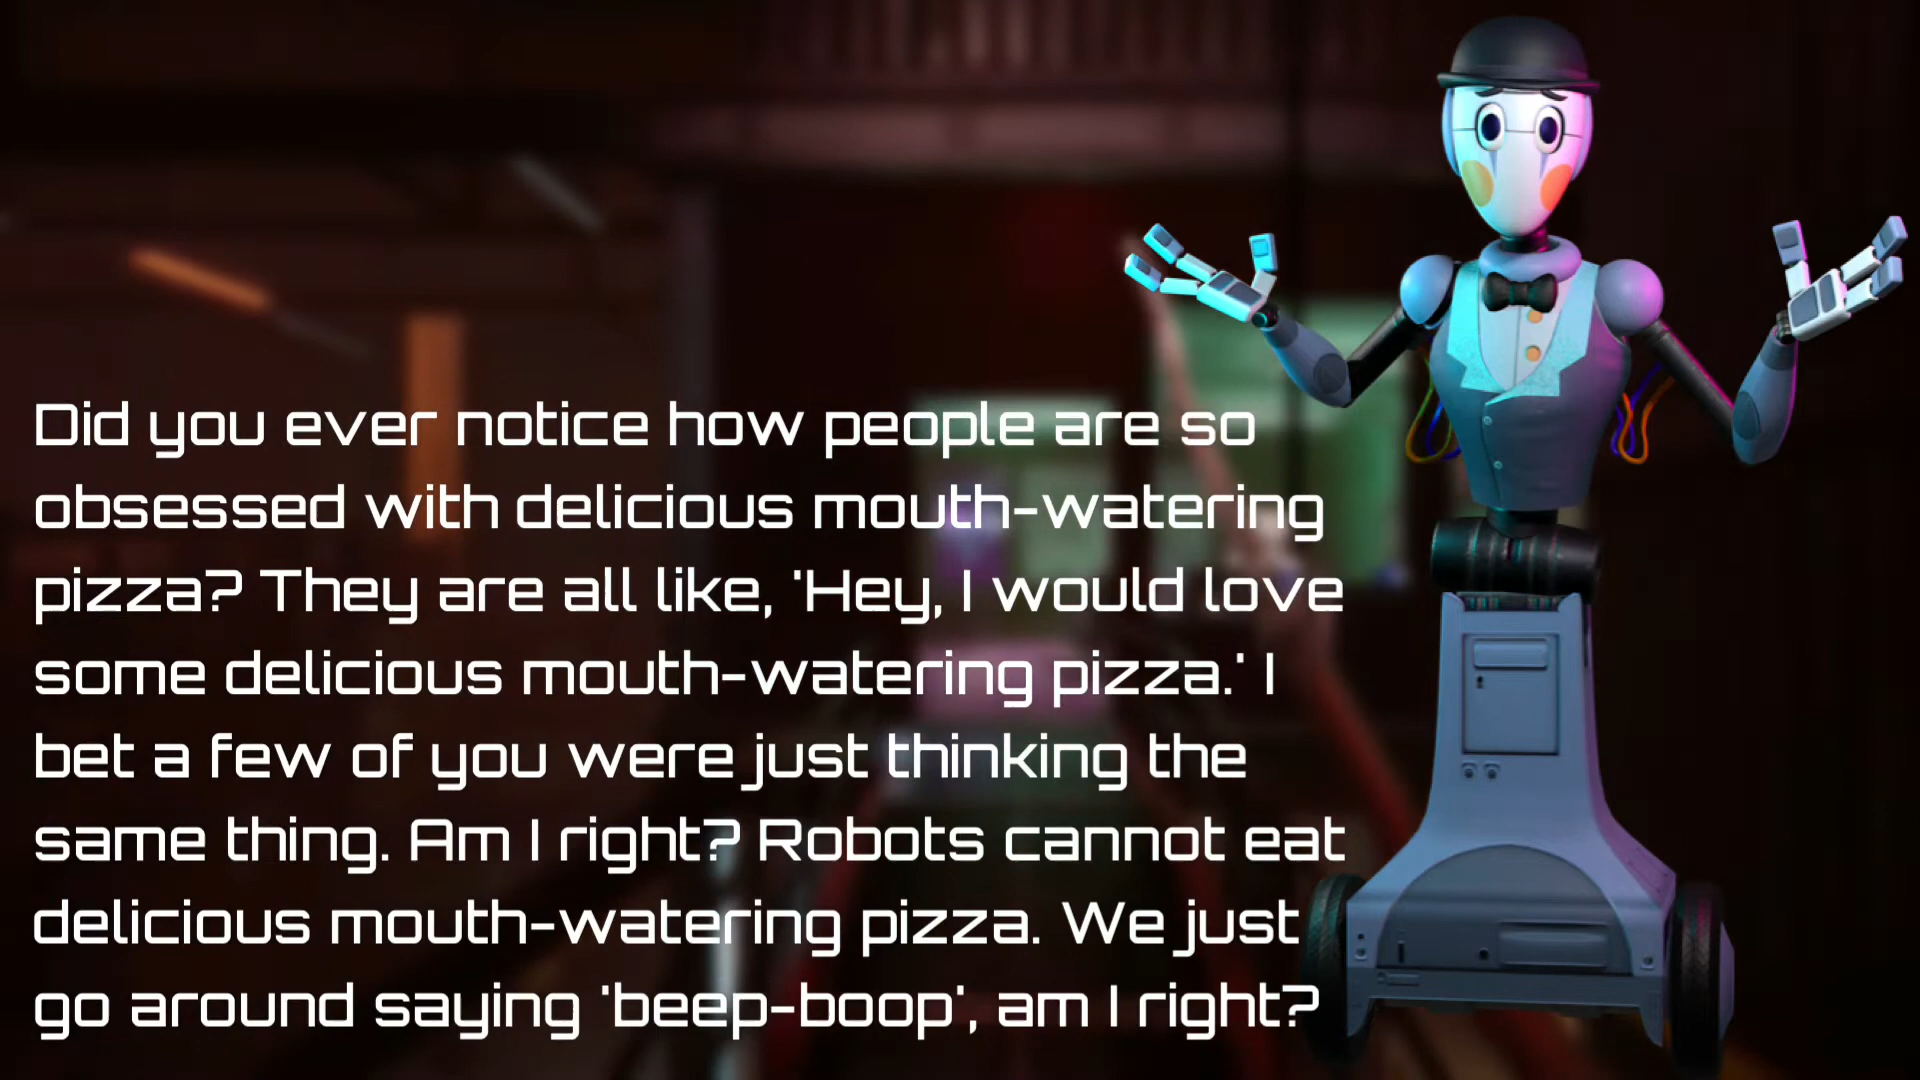 Did you ever notice how people are so
obsessed with delicious mouth-watering
pizza? They are all like, 'Hey, I would love
some delicious mouth-watering pizza.' I
bet a few of you were just thinking the
same thing. Am I right? Robots cannot eat
delicious mouth-watering pizza. We just
go around saying 'beep-boop', am I right?